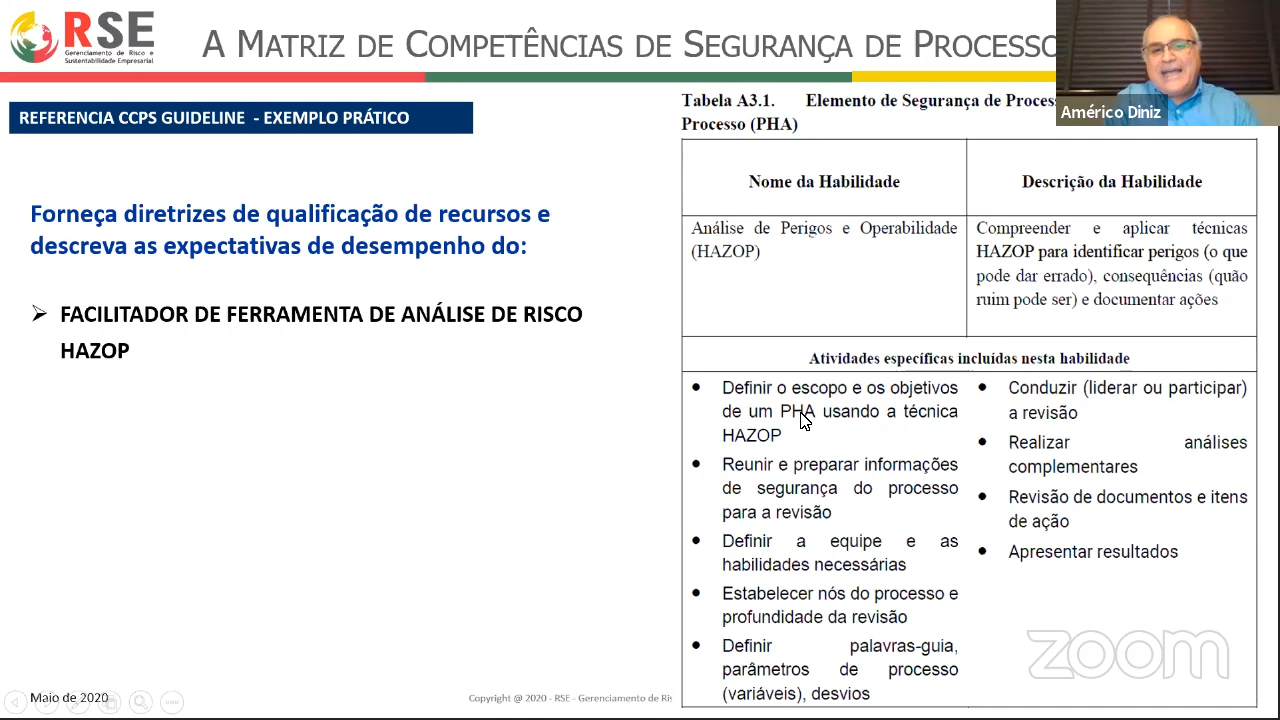 RSE
Gerenciamento de Risco e
Sustentabilidade Empresarial
A MATRIZ DE COMPETÊNCIAS DE SEGURANÇA DE PROCESSO
Américo Diniz
REFERENCIA CCPS GUIDELINE - EXEMPLO PRÁTICO
Forneça diretrizes de qualificação de recursos e
descreva as expectativas de desempenho do:
FACILITADOR DE FERRAMENTA DE ANÁLISE DE RISCO
HAZOP
Tabela A3.1. Elemento de Segurança de
Processo (PHA)
Nome da Habilidade
Descrição da Habilidade
Análise de Perigos e Operabilidade
(HAZOP)
Compreender e aplicar técnicas
HAZOP para identificar perigos (o que
pode dar errado), consequências (quão
ruim pode ser) e documentar ações
Atividades específicas incluídas nesta habilidade
• Definir o escopo e os objetivos
de um PHA usando a técnica
HAZOP
• Reunir e preparar informações
de segurança do processo
para a revisão
• Definir a equipe e as
habilidades necessárias
• Estabelecer nós do processo e
profundidade da revisão
• Definir palavras-guia,
parâmetros de processo
(variáveis), desvios
• Conduzir (liderar ou participar)
a revisão
• Realizar análises
complementares
• Revisão de documentos e itens
de ação
• Apresentar resultados
zoom
Maio de 2020
Copyright @ 2020 - RSE - Gerenciamento de